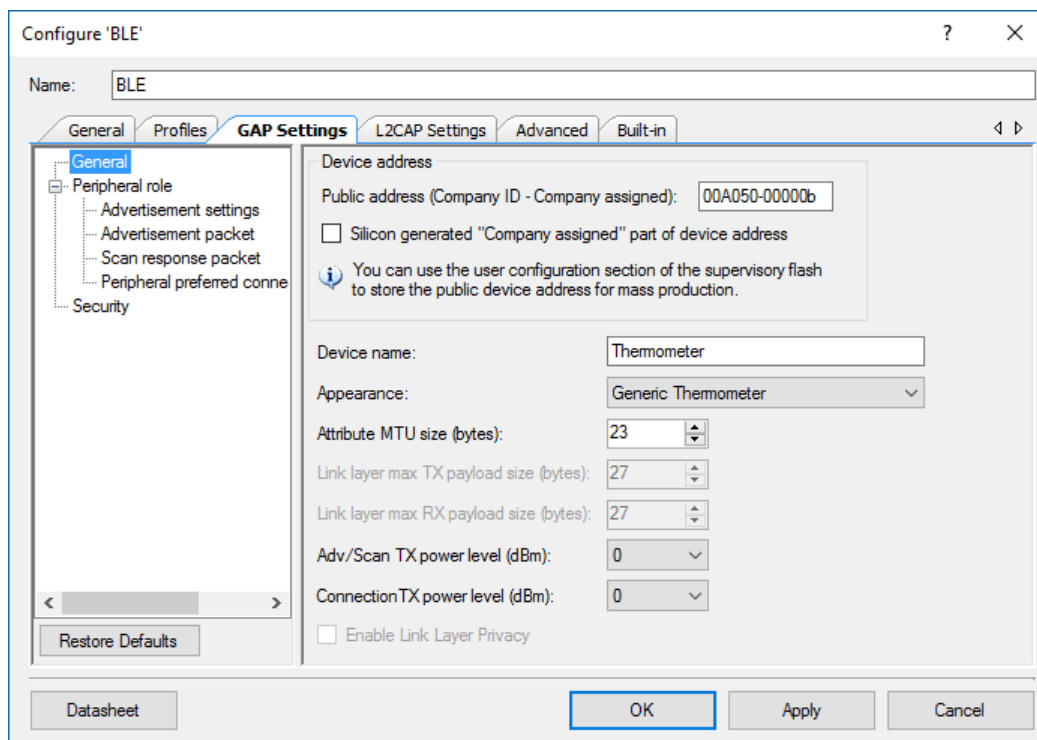 Configure 'BLE'
?
Name: BLE
General Profiles GAP Settings L2CAP Settings Advanced Built-in
General
Peripheral role
Advertisement settings
Advertisement packet
Scan response packet
Peripheral preferred conne
Security
Restore Defaults
Device address
Public address (Company ID - Company assigned): 00A050-00000b
Silicon generated "Company assigned" part of device address
You can use the user configuration section of the supervisory flash
to store the public device address for mass production.
Device name: Thermometer
Appearance: Generic Thermometer
Attribute MTU size (bytes): 23
Link layer max TX payload size (bytes): 27
Link layer max RX payload size (bytes): 27
Adv/Scan TX power level (dBm): 0
Connection TX power level (dBm): 0
Enable Link Layer Privacy
Datasheet OK Apply Cancel